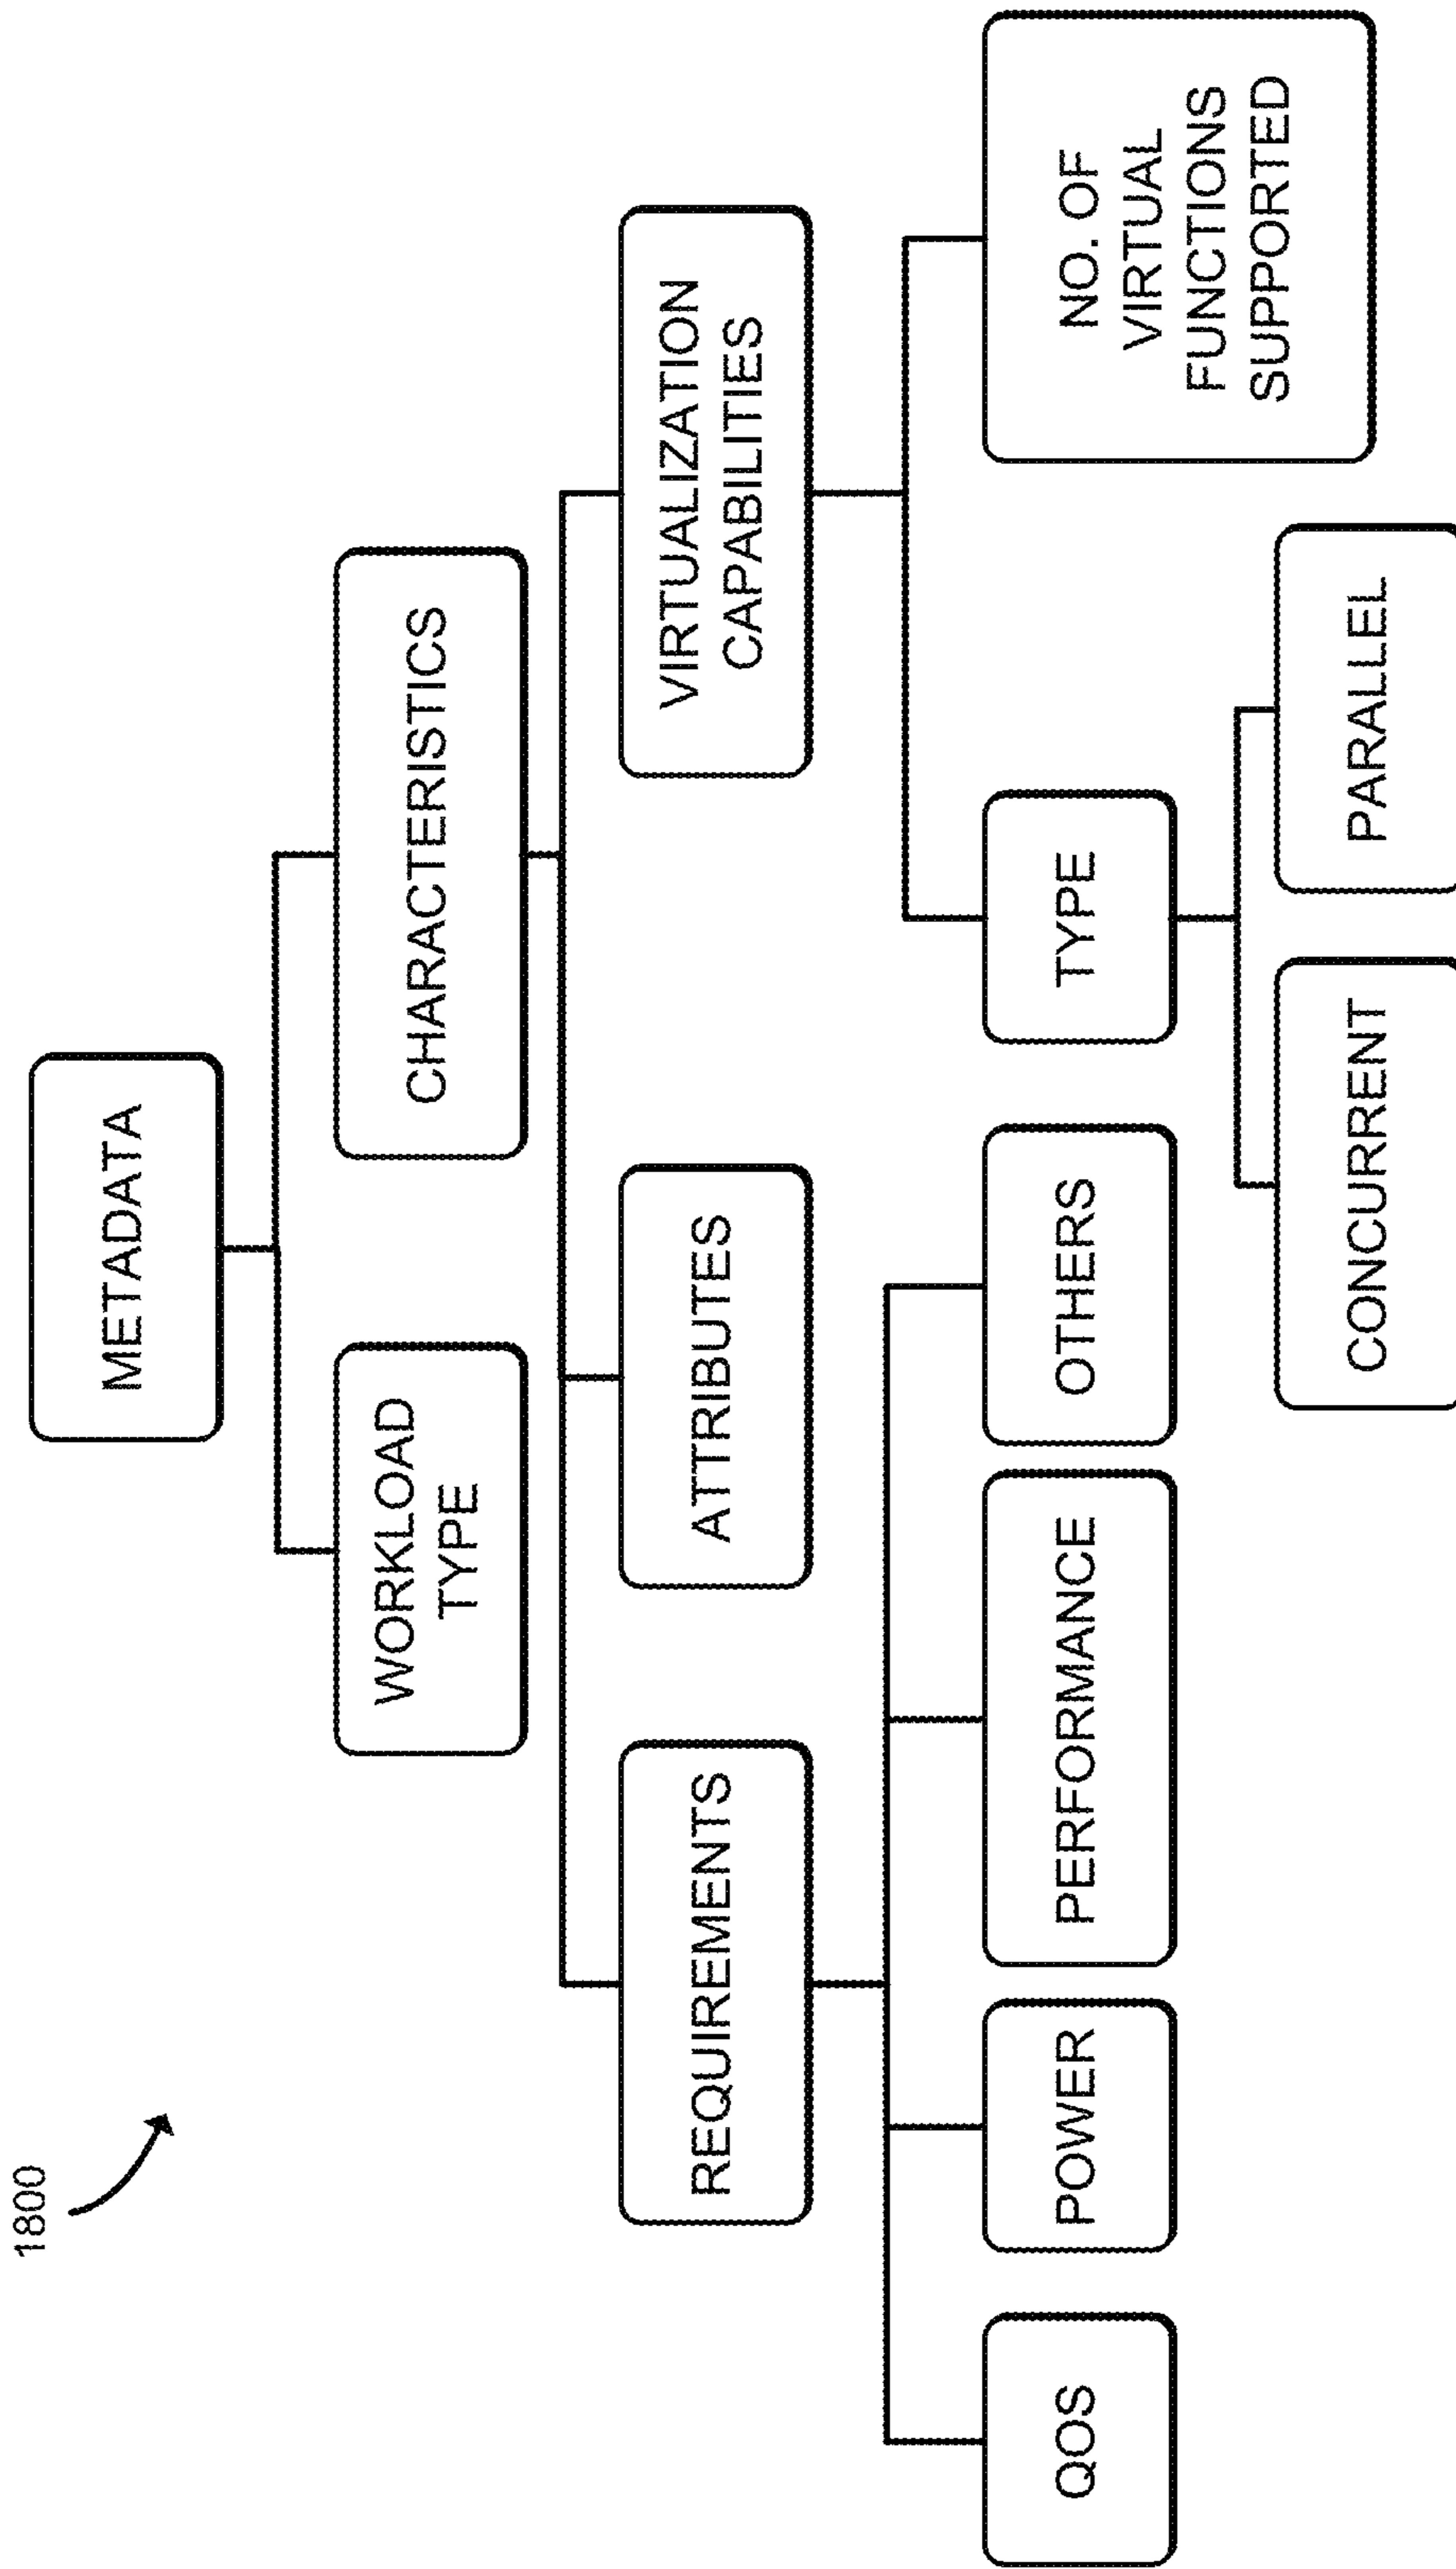 1800
METADATA
WORKLOAD
TYPE
CHARACTERISTICS
REQUIREMENTS
ATTRIBUTES
VIRTUALIZATION
CAPABILITIES
QOS
POWER
PERFORMANCE
OTHERS
TYPE
NO. OF
VIRTUAL
FUNCTIONS
SUPPORTED
CONCURRENT
PARALLEL